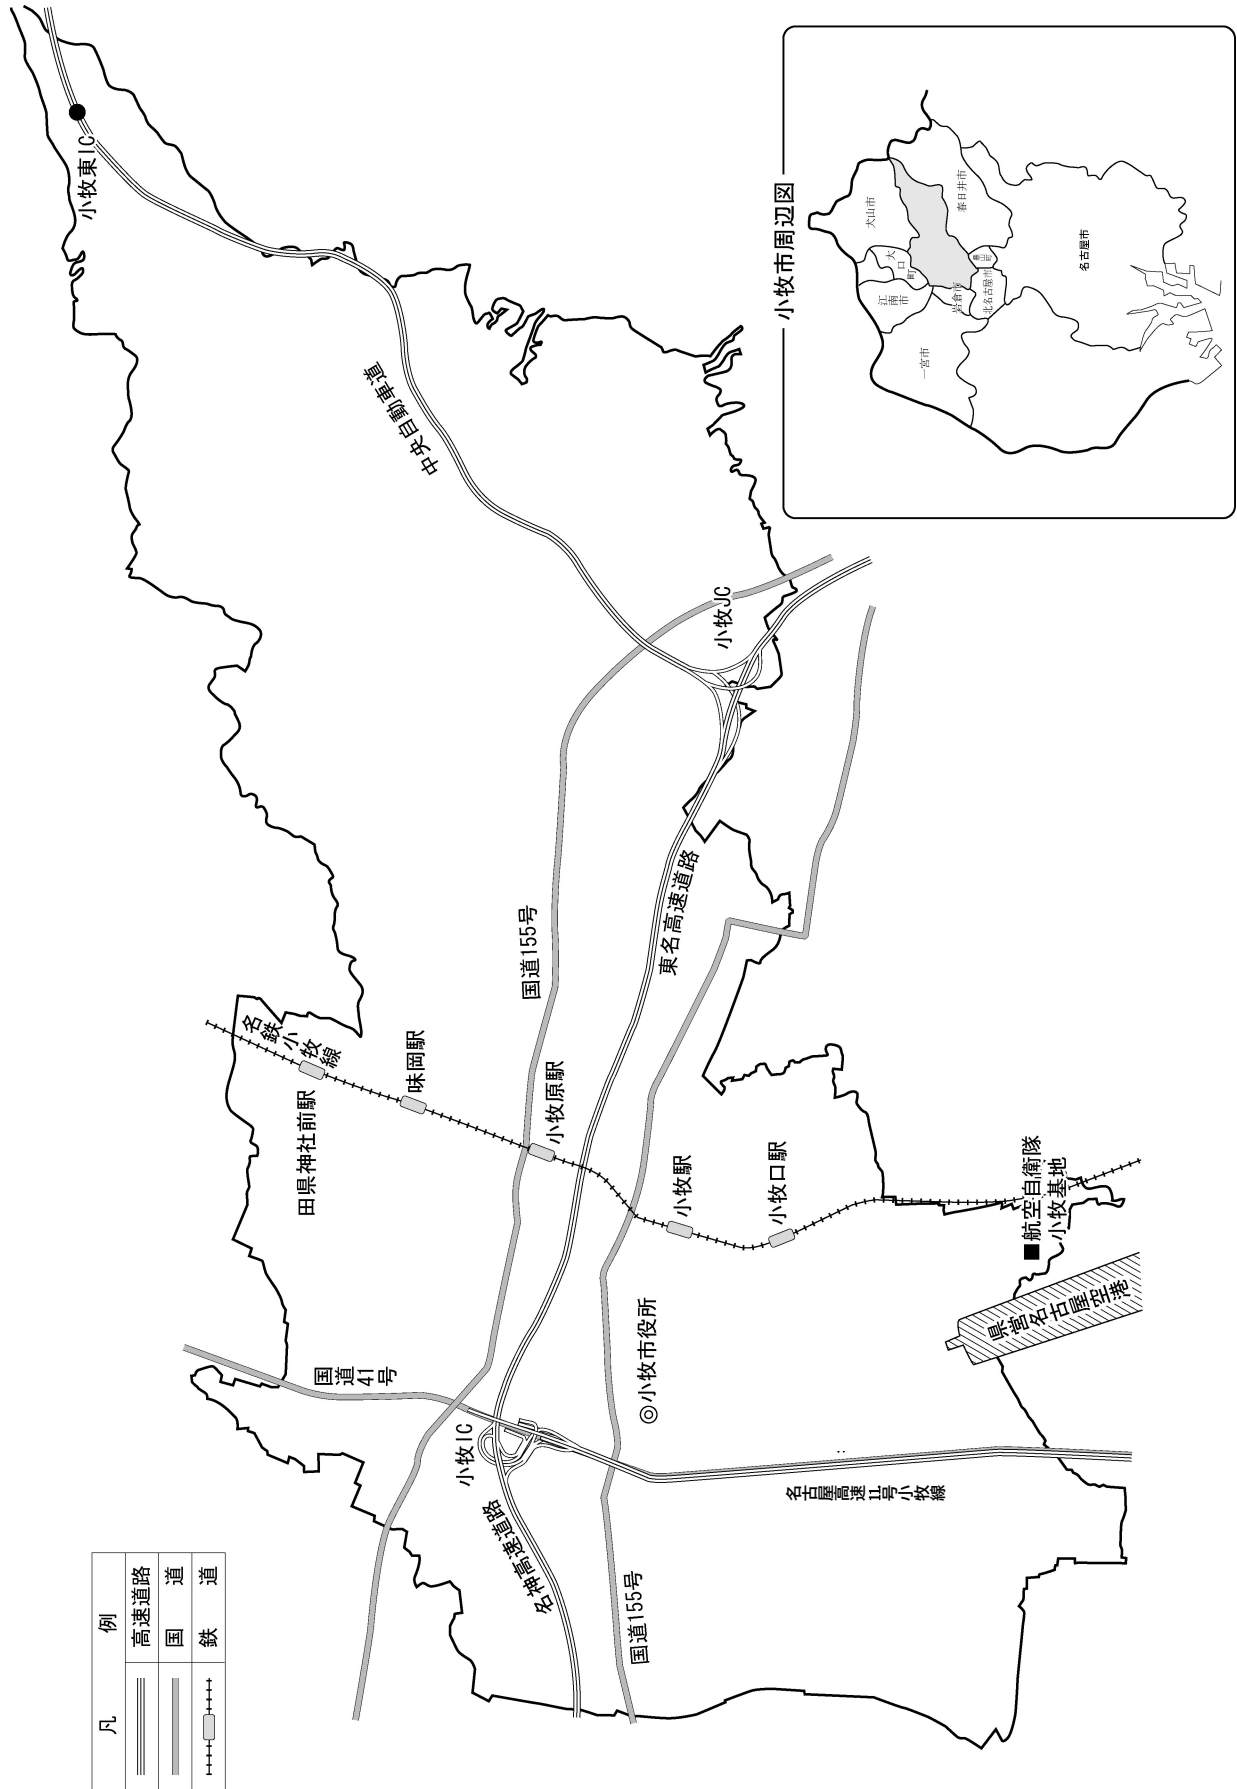 凡 例
高速道路
国 道
鉄 道
小牧東IC
中央自動車道
小牧JC
国道155号
東名高速道路
名鉄小牧線
田県神社前駅
味岡駅
小牧原駅
小牧駅
小牧口駅
航空自衛隊
小牧基地
県営名古屋空港
国道41号
小牧市役所
小牧IC
名神高速道路
名古屋高速11号小牧線
国道155号
小牧市周辺図
犬山市
大口町
江南市
春日井市
豊山町
岩倉市
北名古屋市
一宮市
名古屋市